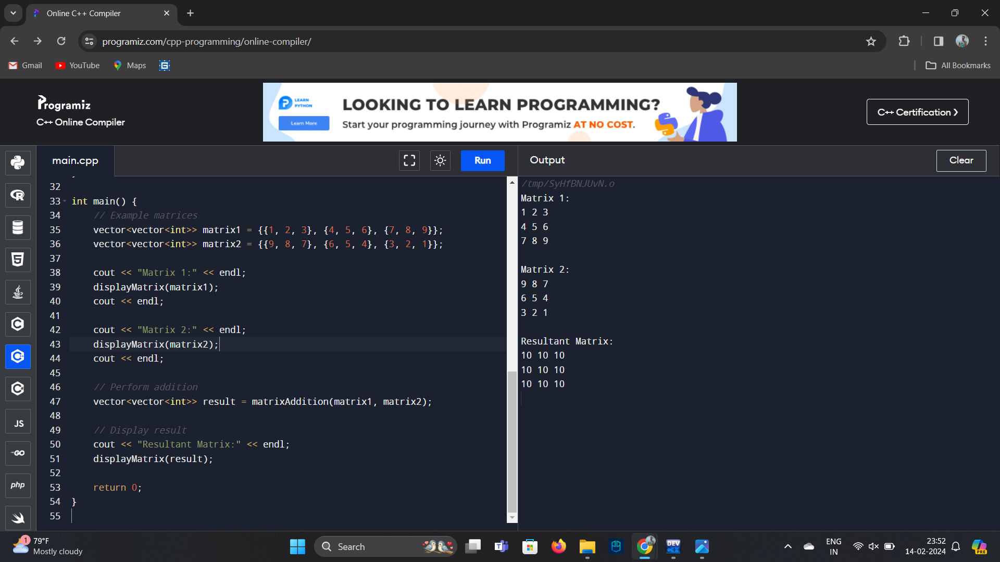 Online C++ Compiler
programiz.com/cpp-programming/online-compiler/
Gmail
YouTube
Maps
G
All Bookmarks
Programiz
C++ Online Compiler
LEARN
PYTHON
Learn More
LOOKING TO LEARN PROGRAMMING?
Start your programming journey with Programiz AT NO COST.
C++ Certification ❯
main.cpp
Run
32
33 int main() {
34     // Example matrices
35     vector<vector<int>> matrix1 = {{1, 2, 3}, {4, 5, 6}, {7, 8, 9}};
36     vector<vector<int>> matrix2 = {{9, 8, 7}, {6, 5, 4}, {3, 2, 1}};
37
38     cout << "Matrix 1:" << endl;
39     displayMatrix(matrix1);
40     cout << endl;
41
42     cout << "Matrix 2:" << endl;
43     displayMatrix(matrix2);
44     cout << endl;
45
46     // Perform addition
47     vector<vector<int>> result = matrixAddition(matrix1, matrix2);
48
49     // Display result
50     cout << "Resultant Matrix:" << endl;
51     displayMatrix(result);
52
53     return 0;
54 }
55
Output
Clear
/tmp/SyHfBNJUvN.o
Matrix 1:
1 2 3
4 5 6
7 8 9
Matrix 2:
9 8 7
6 5 4
3 2 1
Resultant Matrix:
10 10 10
10 10 10
10 10 10
R
5
C
C
C
JS
GO
php
1
79°F
Mostly cloudy
Search
T
DEV
C++
PRE
ENG
IN
23:52
14-02-2024